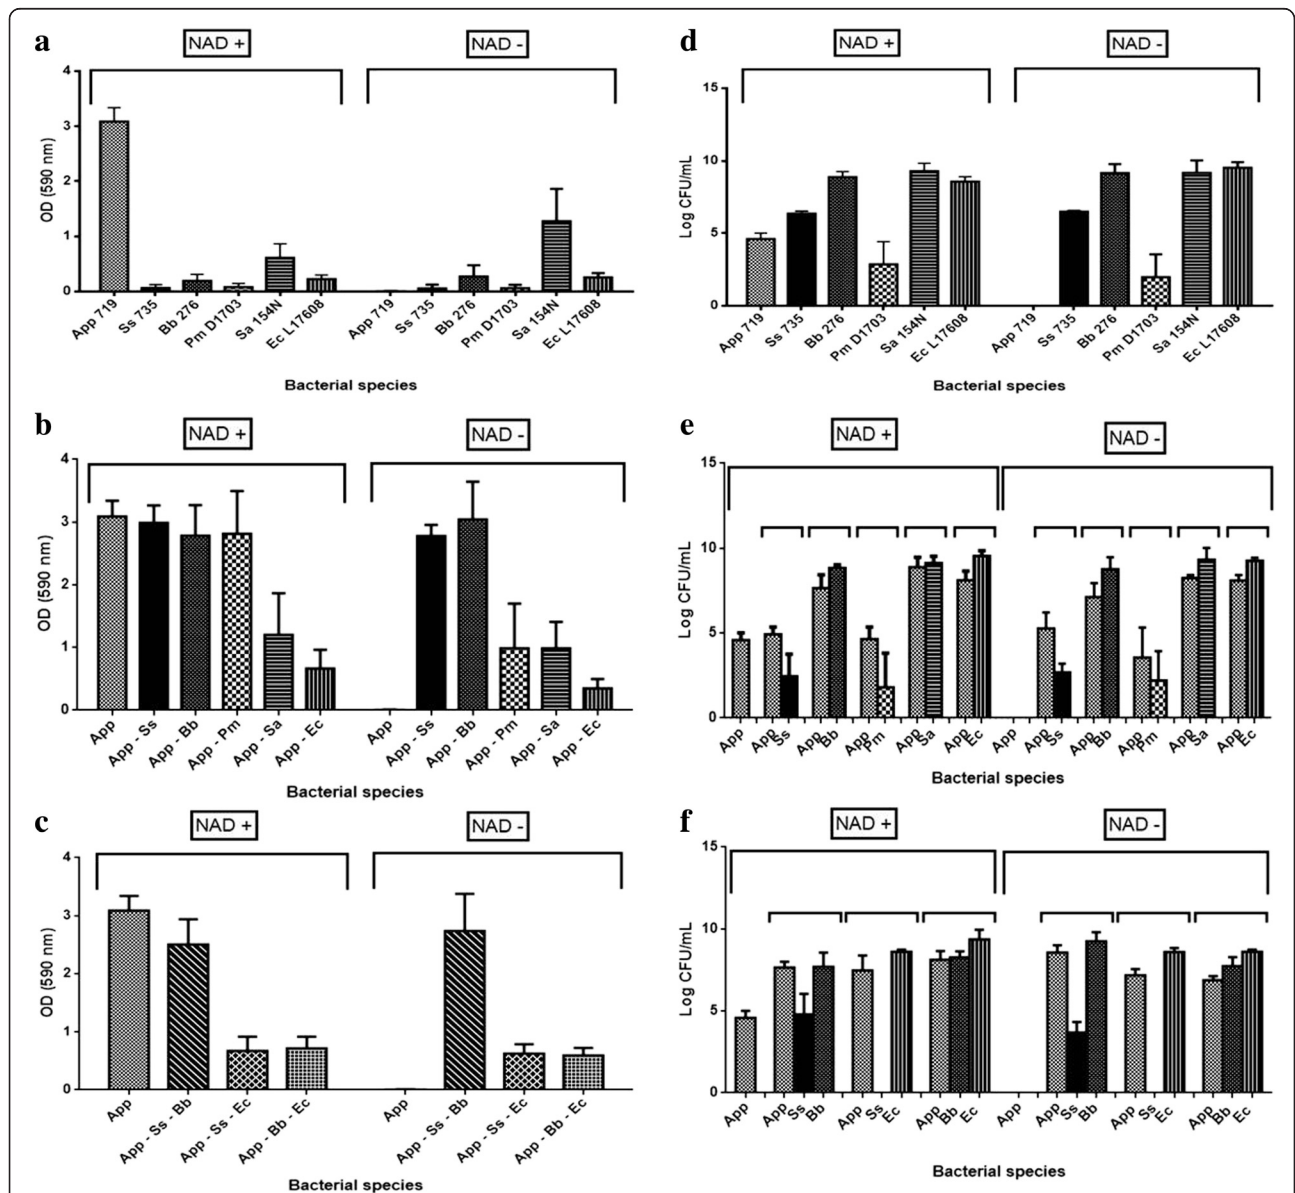 a
NAD +
NAD -
4
3
2
1
0
OD (590 nm)
App 719
Ss 735
Bb 276
Pm D1703
Sa 154N
Ec L17608
App 719
Ss 735
Bb 276
Pm D1703
Sa 154N
Ec L17608
Bacterial species
d
NAD +
NAD -
15
10
5
0
Log CFU/mL
App 719
Ss 735
Bb 276
Pm D1703
Sa 154N
Ec L17608
App 719
Ss 735
Bb 276
Pm D1703
Sa 154N
Ec L17608
Bacterial species
b
NAD +
NAD -
4
3
2
1
0
OD (590 nm)
App
App - Ss
App - Bb
App - Pm
App - Sa
App - Ec
App
App - Ss
App - Bb
App - Pm
App - Sa
App - Ec
Bacterial species
e
NAD +
NAD -
15
10
5
0
Log CFU/mL
App
App
Ss
App
Bb
App
Pm
App
Sa
App
Ec
App
App
Ss
App
Bb
App
Pm
App
Sa
App
Ec
Bacterial species
c
NAD +
NAD -
4
3
2
1
0
OD (590 nm)
App
App - Ss - Bb
App - Ss - Ec
App - Bb - Ec
App
App - Ss - Bb
App - Ss - Ec
App - Bb - Ec
Bacterial species
f
NAD +
NAD -
15
10
5
0
Log CFU/mL
App
App
Ss
Bb
App
Ss
Ec
App
Bb
Ec
App
App
Ss
Bb
App
Ss
Ec
App
Bb
Ec
Bacterial species